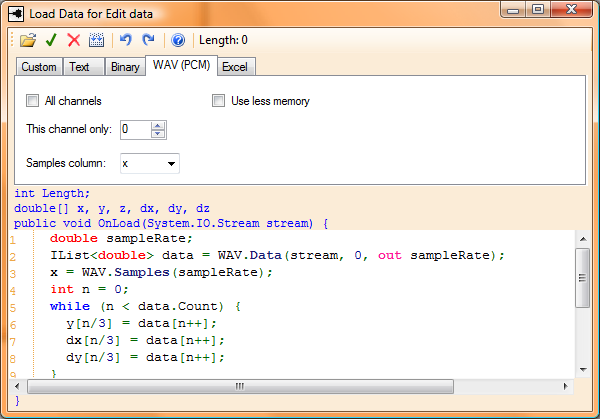 Load Data for Edit data
Length: 0
Custom Text Binary WAV (PCM) Excel
All channels Use less memory
This channel only: 0
Samples column: x
int Length;
double[] x, y, z, dx, dy, dz
public void OnLoad(System.IO.Stream stream) {
1 double sampleRate;
2 IList<double> data = WAV.Data(stream, 0, out sampleRate);
3 x = WAV.Samples(sampleRate);
4 int n = 0;
5 while (n < data.Count) {
6 y[n/3] = data[n++];
7 dx[n/3] = data[n++];
8 dy[n/3] = data[n++];
9 }
}